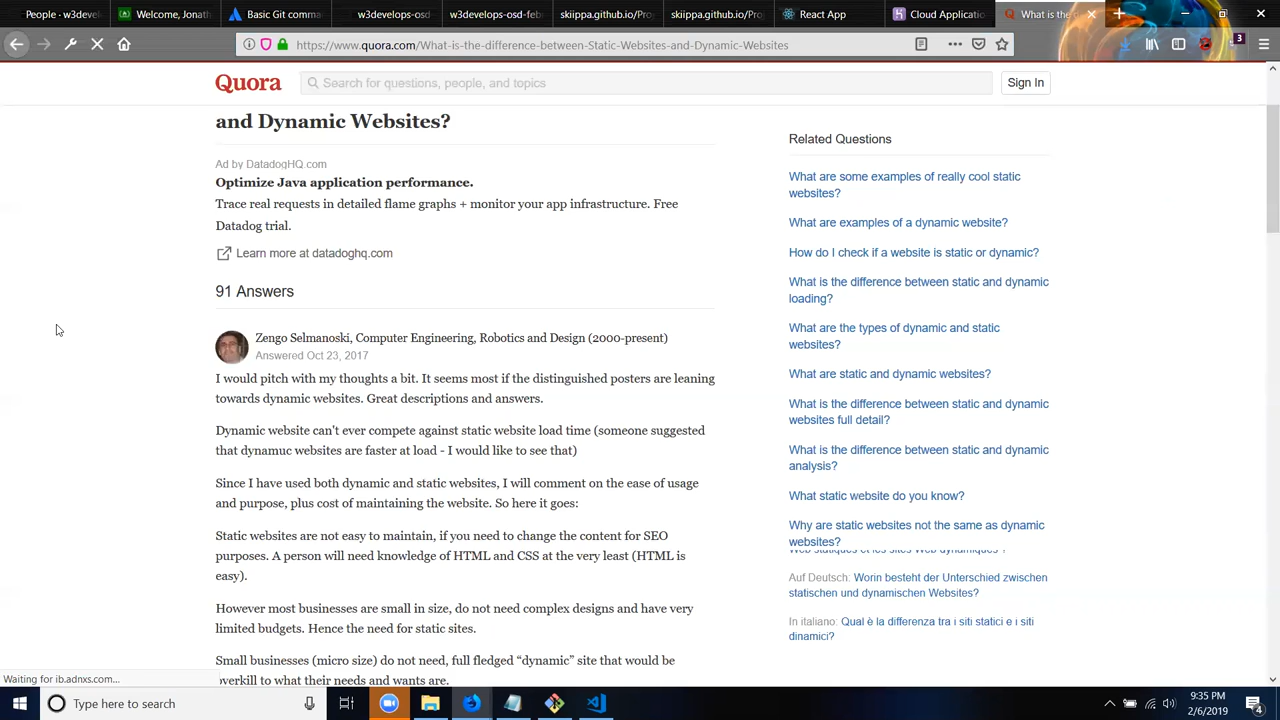 People · w3schoo
Welcome, Jonath
Git commit
w3schools-devo
w3develops-lofi
skippa.github.io
skippa.github.io/Pro
React App
Cloud Applicatio
What is the d
https://www.quora.com/What-is-the-difference-between-Static-Websites-and-Dynamic-Websites
3
Quora
Search for questions, people, and topics
Sign In
and Dynamic Websites?
Ad by DatadogHQ.com
Optimize Java application performance.
Trace real requests in detailed flame graphs + monitor your app infrastructure. Free
Datadog trial.
Learn more at datadoghq.com
91 Answers
Zengo Selmanoski, Computer Engineering, Robotics and Design (2000-present)
Answered Oct 23, 2017
I would pitch with my thoughts a bit. It seems most if the distinguished posters are leaning
towards dynamic websites. Great descriptions and answers.
Dynamic website can't ever compete against static website load time (someone suggested
that dynamuc websites are faster at load - I would like to see that)
Since I have used both dynamic and static websites, I will comment on the ease of usage
and purpose, plus cost of maintaining the website. So here it goes:
Static websites are not easy to maintain, if you need to change the content for SEO
purposes. A person will need knowledge of HTML and CSS at the very least (HTML is
easy).
However most businesses are small in size, do not need complex designs and have very
limited budgets. Hence the need for static sites.
Small businesses (micro size) do not need, full fledged “dynamic” site that would be
overkill to what their needs and wants are.
Related Questions
What are some examples of really cool static
websites?
What are examples of a dynamic website?
How do I check if a website is static or dynamic?
What is the difference between static and dynamic
loading?
What are the types of dynamic and static
websites?
What are static and dynamic websites?
What is the difference between static and dynamic
websites full detail?
What is the difference between static and dynamic
analysis?
What static website do you know?
Why are static websites not the same as dynamic
websites?
Web statiques et les sites Web dynamiques ?
Auf Deutsch: Worin besteht der Unterschied zwischen
statischen und dynamischen Websites?
In italiano: Qual è la differenza tra i siti statici e i siti
dinamici?
Waiting for ib.adnxs.com...
Type here to search
9:35 PM
2/6/2019
4